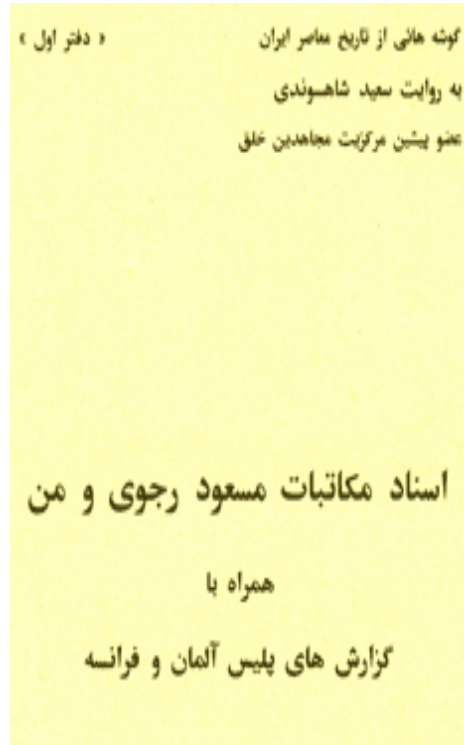 گوشه هائی از تاریخ معاصر ایران « دفتر اول »
به روایت سعید شاهسوندی
عضو پیشین مرکزیت مجاهدین خلق
اسناد مکاتبات مسعود رجوی و من
همراه با
گزارش های پلیس آلمان و فرانسه